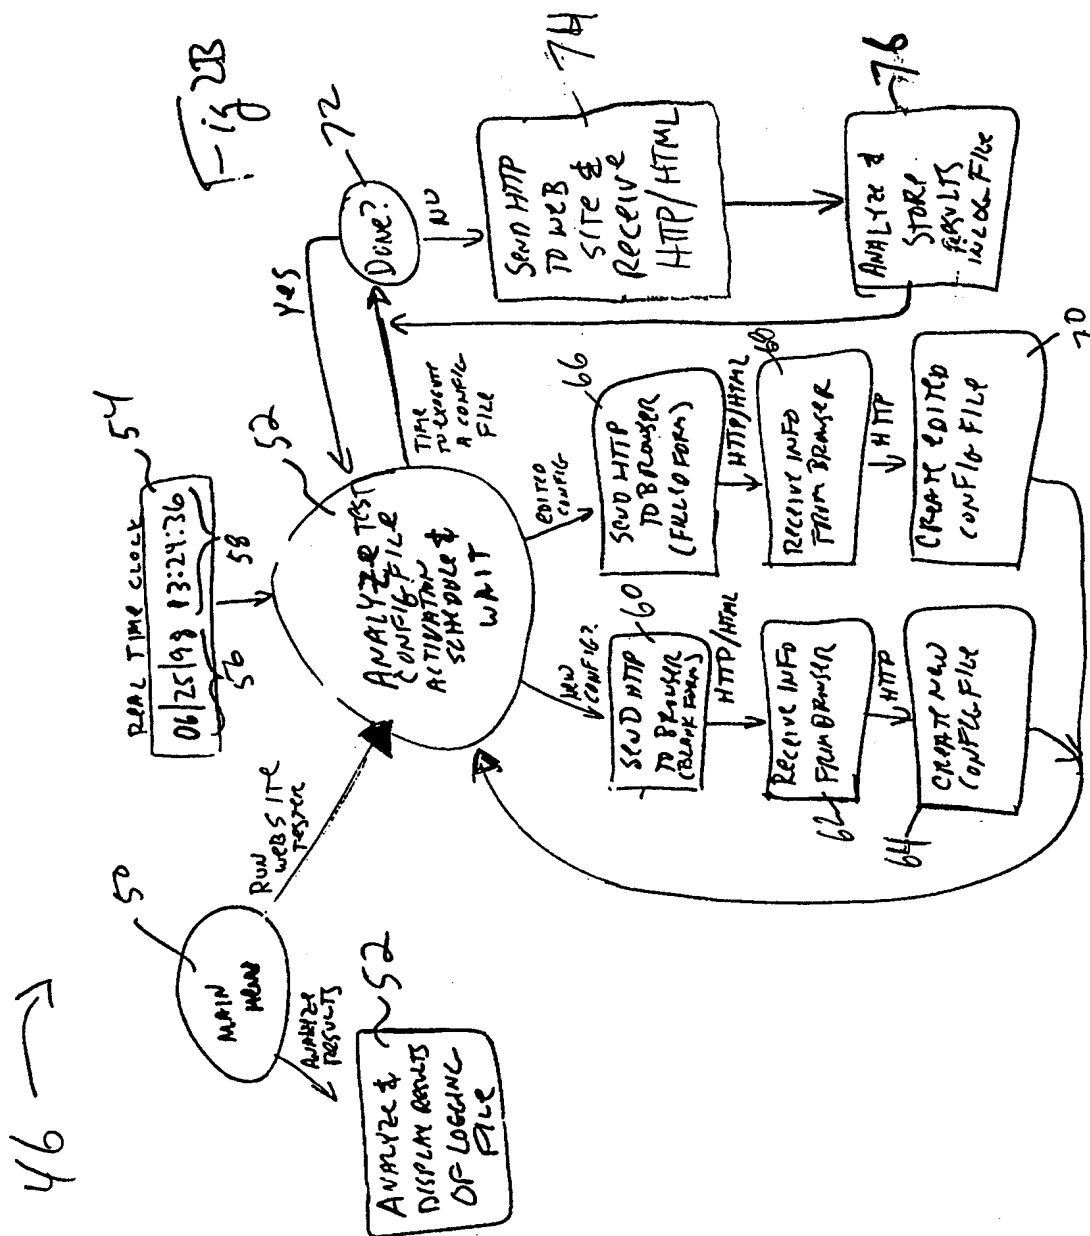 46
Fig 2B
50
MAIN
MENU
RUN
WEBSITE
TESTER
ANALYZE
RESULTS
52
ANALYZE &
DISPLAY RESULTS
OF LOGGING
FILE
REAL TIME CLOCK
54
06/25/98 13:24:36
56
58
52
ANALYZE TEST
CONFIG FILE
ACTIVATION
SCHEDULE &
WAIT
YES
TIME
TO EXECUTE
A CONFIG
FILE
72
DONE?
NO
74
SEND HTTP
TO WEB
SITE &
RECEIVE
HTTP/HTML
76
ANALYZE &
STORE
RESULTS
IN LOG FILE
NEW
CONFIG?
60
SEND HTTP
TO BROWSER
(BLANK FORM)
HTTP/HTML
62
RECEIVE INFO
FROM BROWSER
HTTP
64
CREATE NEW
CONFIG FILE
EDITED
CONFIG
66
SEND HTTP
TO BROWSER
(FILLED FORM)
HTTP/HTML
68
RECEIVE INFO
FROM BROWSER
HTTP
70
CREATE EDITED
CONFIG FILE